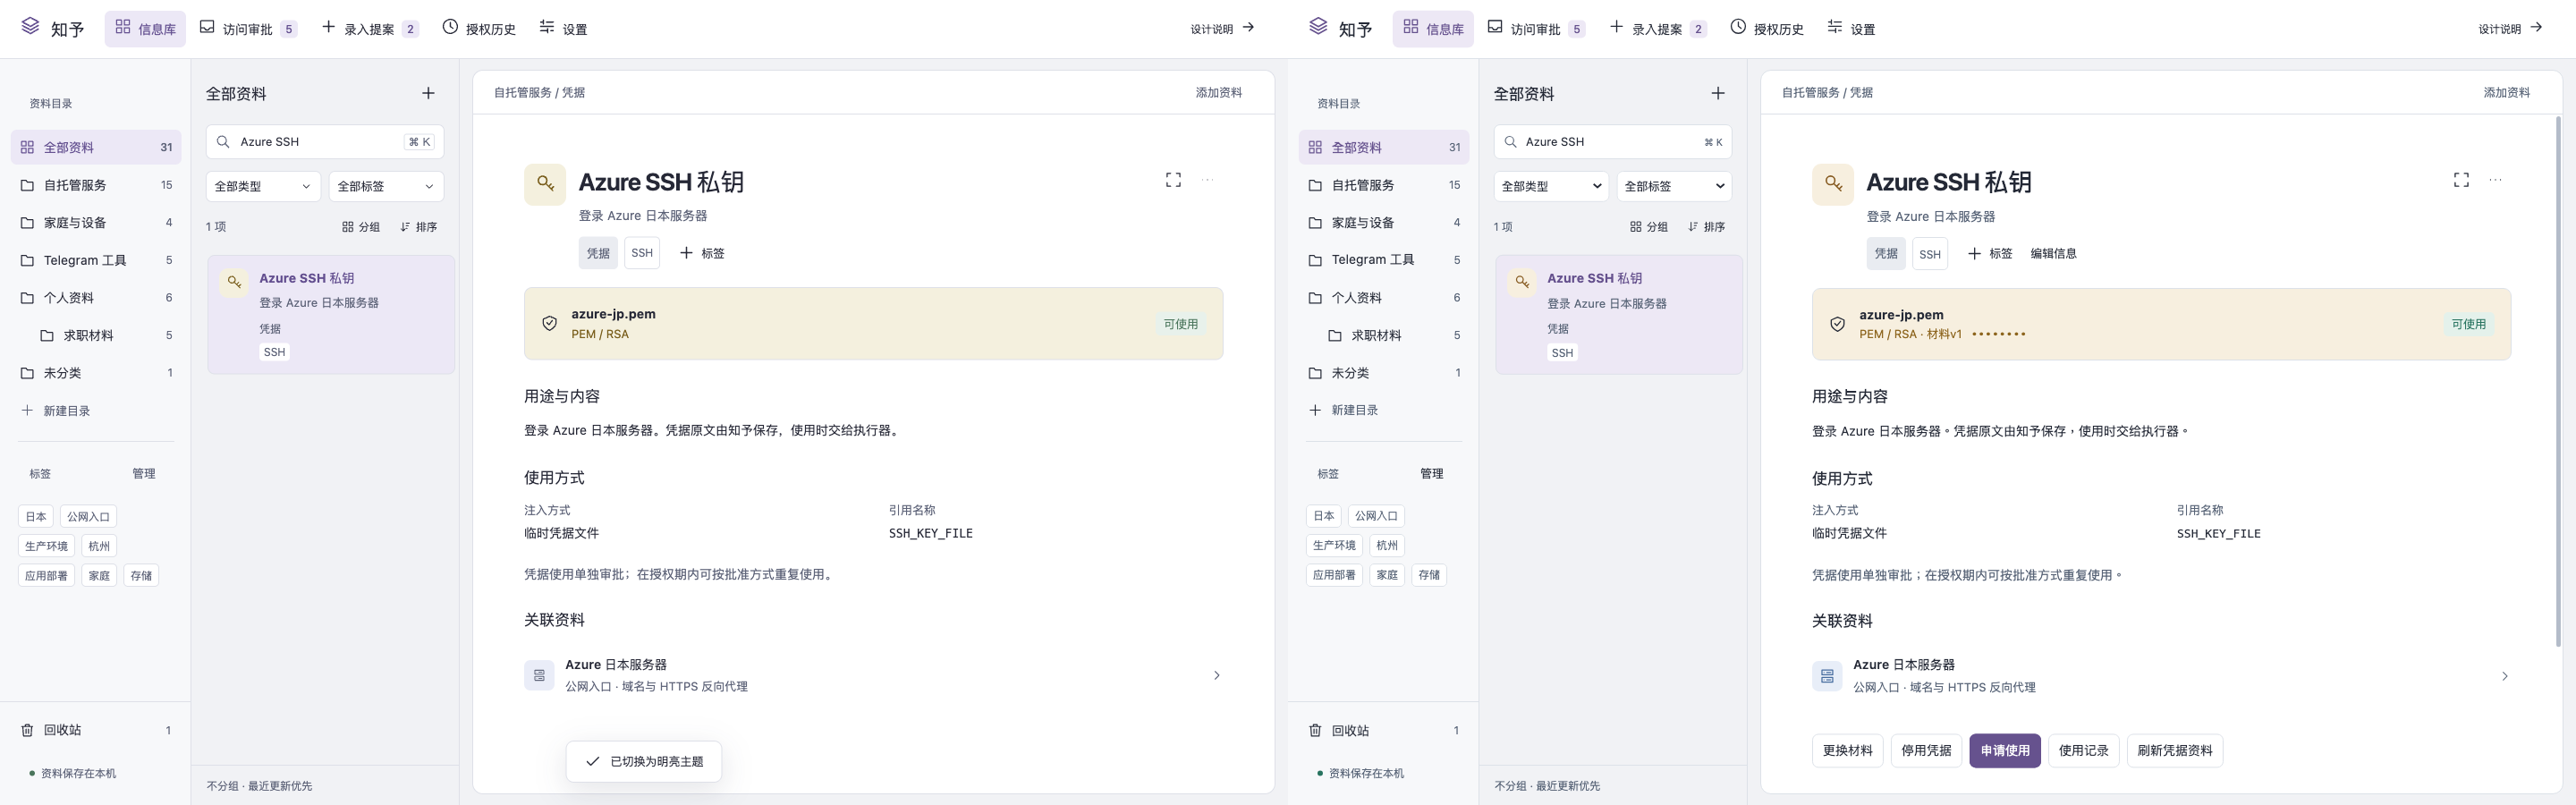 知予 信息库 访问审批 5 录入提案 2 授权历史 设置 设计说明
资料目录
全部资料 31
自托管服务 15
家庭与设备 4
Telegram 工具 5
个人资料 6
求职材料 5
未分类 1
新建目录
标签 管理
日本 公网入口
生产环境 杭州
应用部署 家庭 存储
回收站 1
资料保存在本机
全部资料
Azure SSH ⌘ K
全部类型 全部标签
1 项 分组 排序
Azure SSH 私钥
登录 Azure 日本服务器
凭据
SSH
不分组 · 最近更新优先
自托管服务 / 凭据 添加资料
Azure SSH 私钥
登录 Azure 日本服务器
凭据 SSH 标签
azure-jp.pem
PEM / RSA
可使用
用途与内容
登录 Azure 日本服务器。凭据原文由知予保存，使用时交给执行器。
使用方式
注入方式 引用名称
临时凭据文件 SSH_KEY_FILE
凭据使用单独审批；在授权期内可按批准方式重复使用。
关联资料
Azure 日本服务器
公网入口 · 域名与 HTTPS 反向代理
已切换为明亮主题
知予 信息库 访问审批 5 录入提案 2 授权历史 设置 设计说明
资料目录
全部资料 31
自托管服务 15
家庭与设备 4
Telegram 工具 5
个人资料 6
求职材料 5
未分类 1
新建目录
标签 管理
日本 公网入口
生产环境 杭州
应用部署 家庭 存储
回收站 1
资料保存在本机
全部资料
Azure SSH ⌘ K
全部类型 全部标签
1 项 分组 排序
Azure SSH 私钥
登录 Azure 日本服务器
凭据
SSH
不分组 · 最近更新优先
自托管服务 / 凭据 添加资料
Azure SSH 私钥
登录 Azure 日本服务器
凭据 SSH 标签 编辑信息
azure-jp.pem
PEM / RSA · 材料v1 ••••••••
可使用
用途与内容
登录 Azure 日本服务器。凭据原文由知予保存，使用时交给执行器。
使用方式
注入方式 引用名称
临时凭据文件 SSH_KEY_FILE
凭据使用单独审批；在授权期内可按批准方式重复使用。
关联资料
Azure 日本服务器
公网入口 · 域名与 HTTPS 反向代理
更换材料 停用凭据 申请使用 使用记录 刷新凭据资料